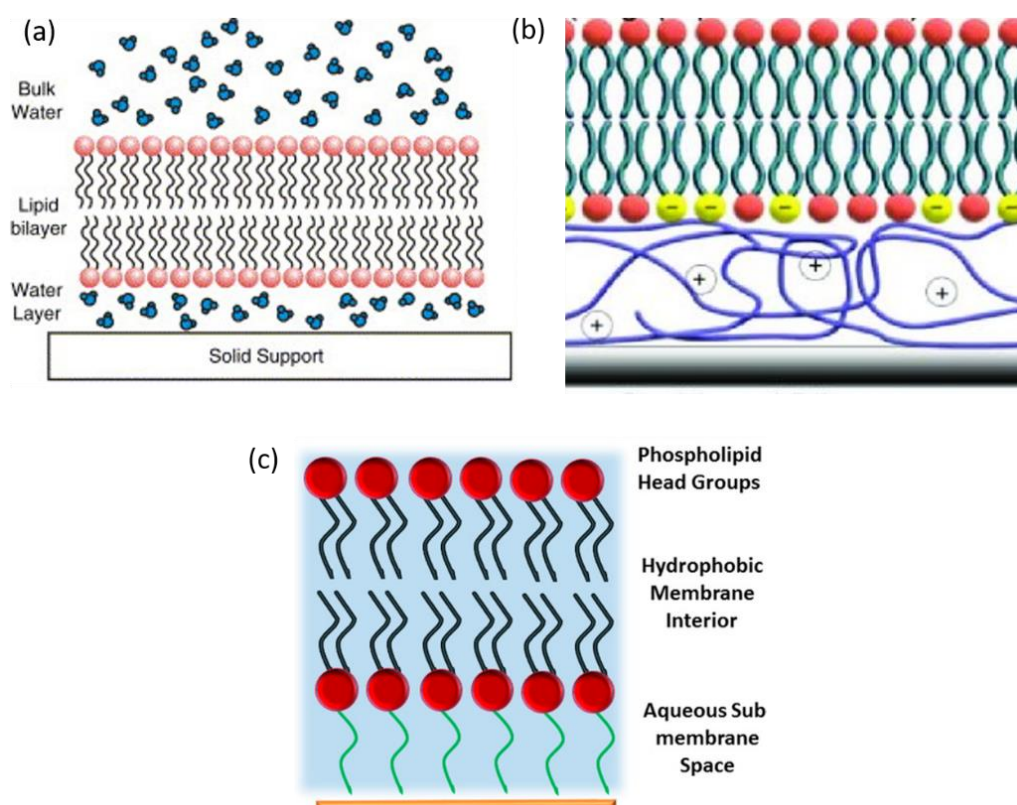 (a)
Bulk
Water
Lipid
bilayer
Water
Layer
Solid Support
(b)
−
−
−
−
−
+
+
+
+
(c)
Phospholipid
Head Groups
Hydrophobic
Membrane
Interior
Aqueous Sub
membrane
Space